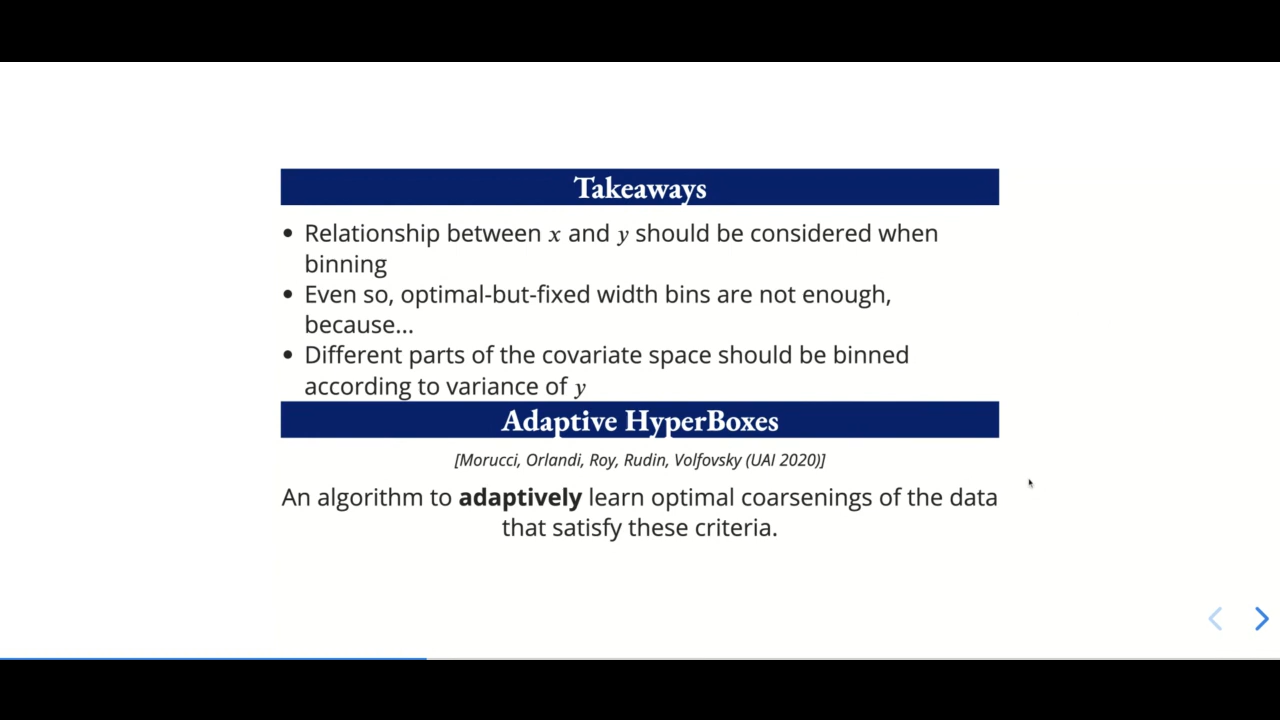 Takeaways
• Relationship between x and y should be considered when
binning
• Even so, optimal-but-fixed width bins are not enough,
because...
• Different parts of the covariate space should be binned
according to variance of y
Adaptive HyperBoxes
[Morucci, Orlandi, Roy, Rudin, Volfovsky (UAI 2020)]
An algorithm to adaptively learn optimal coarsenings of the data
that satisfy these criteria.